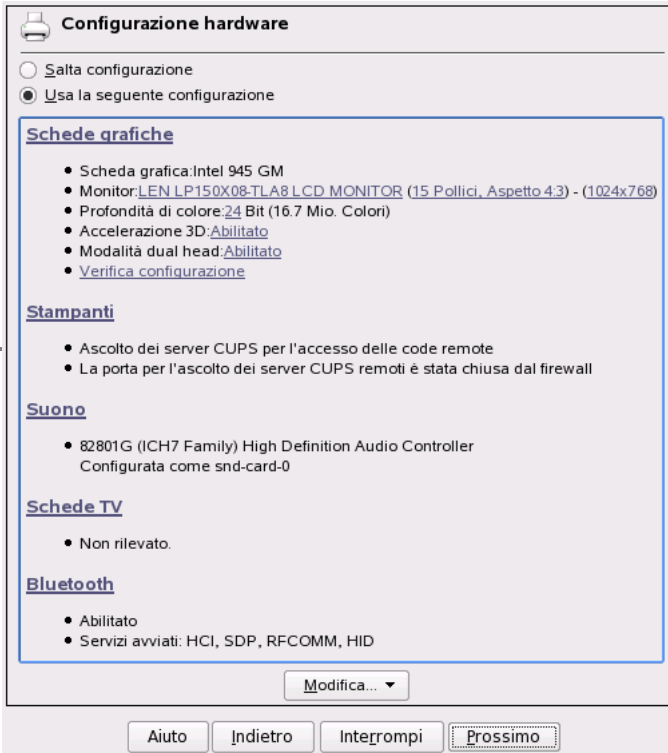 Configurazione hardware
Salta configurazione
Usa la seguente configurazione
Schede grafiche
• Scheda grafica:Intel 945 GM
• Monitor:LEN LP150X08-TLA8 LCD MONITOR (15 Pollici, Aspetto 4:3) - (1024x768)
• Profondità di colore:24 Bit (16.7 Mio. Colori)
• Accelerazione 3D:Abilitato
• Modalità dual head:Abilitato
• Verifica configurazione
Stampanti
• Ascolto dei server CUPS per l'accesso delle code remote
• La porta per l'ascolto dei server CUPS remoti è stata chiusa dal firewall
Suono
• 82801G (ICH7 Family) High Definition Audio Controller
Configurata come snd-card-0
Schede TV
• Non rilevato.
Bluetooth
• Abilitato
• Servizi avviati: HCI, SDP, RFCOMM, HID
Modifica...
Aiuto Indietro Interrompi Prossimo